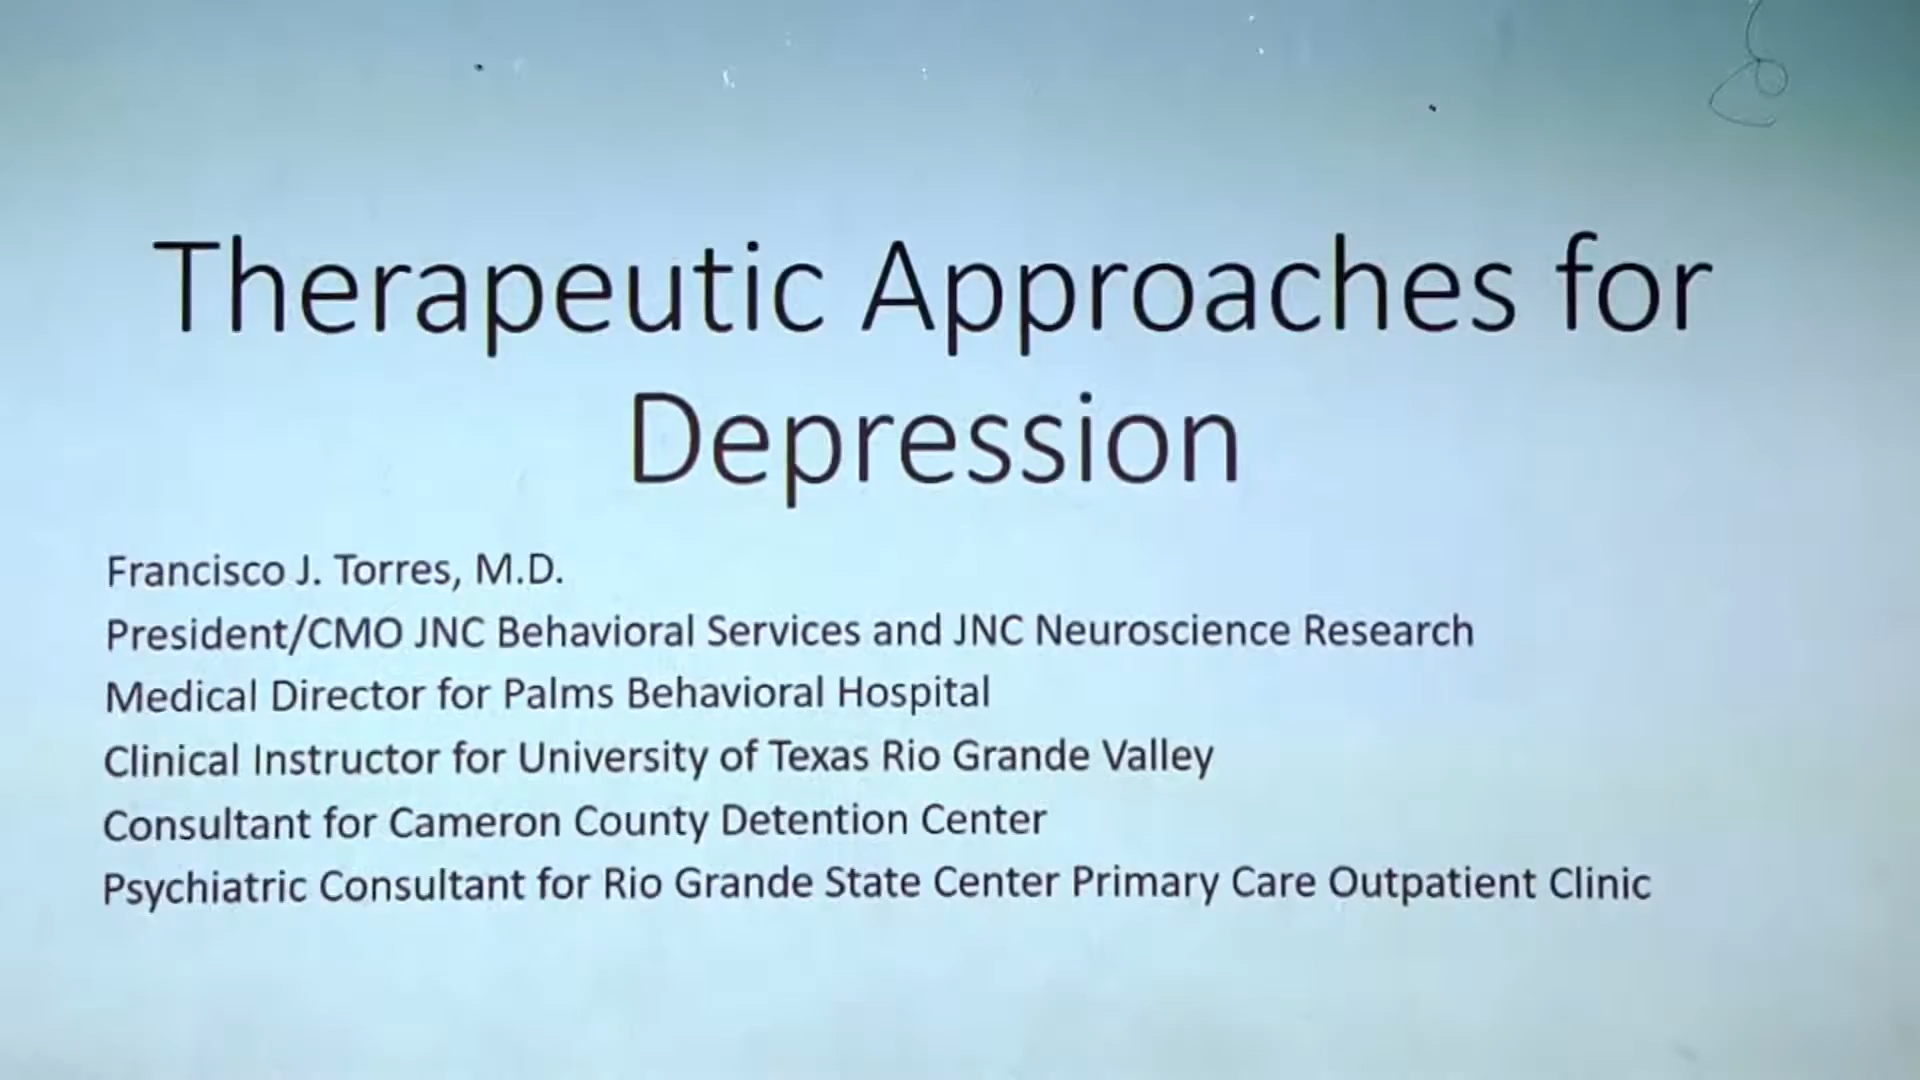 Therapeutic Approaches for
Depression
Francisco J. Torres, M.D.
President/CMO JNC Behavioral Services and JNC Neuroscience Research
Medical Director for Palms Behavioral Hospital
Clinical Instructor for University of Texas Rio Grande Valley
Consultant for Cameron County Detention Center
Psychiatric Consultant for Rio Grande State Center Primary Care Outpatient Clinic